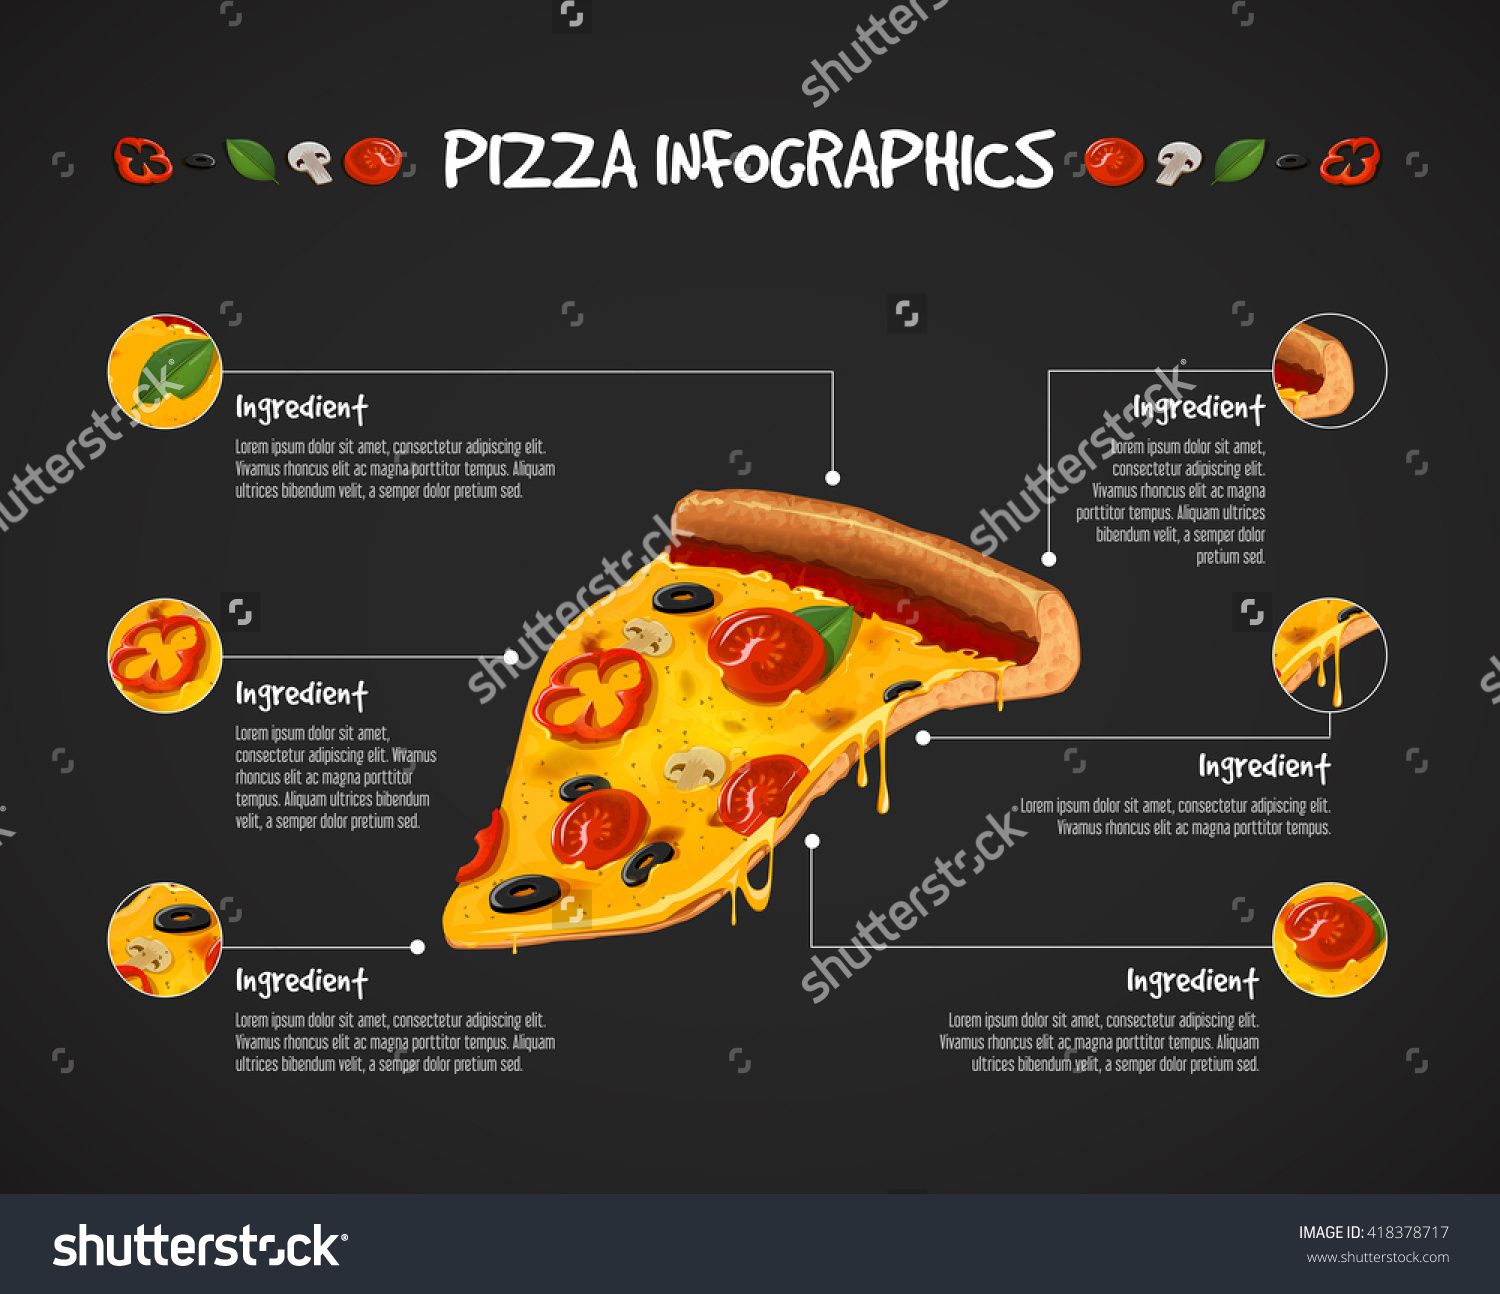 PIZZA INFOGRAPHICS
Ingredient
Lorem ipsum dolor sit amet, consectetur adipiscing elit.
Vivamus rhoncus elit ac magna porttitor tempus. Aliquam
ultrices bibendum velit, a semper dolor pretium sed.
Ingredient
Lorem ipsum dolor sit amet,
consectetur adipiscing elit. Vivamus
rhoncus elit ac magna porttitor
tempus. Aliquam ultrices bibendum
velit, a semper dolor pretium sed.
Ingredient
Lorem ipsum dolor sit amet, consectetur adipiscing elit.
Vivamus rhoncus elit ac magna porttitor tempus. Aliquam
ultrices bibendum velit, a semper dolor pretium sed.
Ingredient
Lorem ipsum dolor sit amet,
consectetur adipiscing elit.
Vivamus rhoncus elit ac magna
porttitor tempus. Aliquam ultrices
bibendum velit, a semper dolor
pretium sed.
Ingredient
Lorem ipsum dolor sit amet, consectetur adipiscing elit.
Vivamus rhoncus elit ac magna porttitor tempus.
Ingredient
Lorem ipsum dolor sit amet, consectetur adipiscing elit.
Vivamus rhoncus elit ac magna porttitor tempus. Aliquam
ultrices bibendum velit, a semper dolor pretium sed.
shutterstock
shutterstock
shutterstock
shutterstock
shutterstock
shutterstock®
IMAGE ID: 418378717
www.shutterstock.com